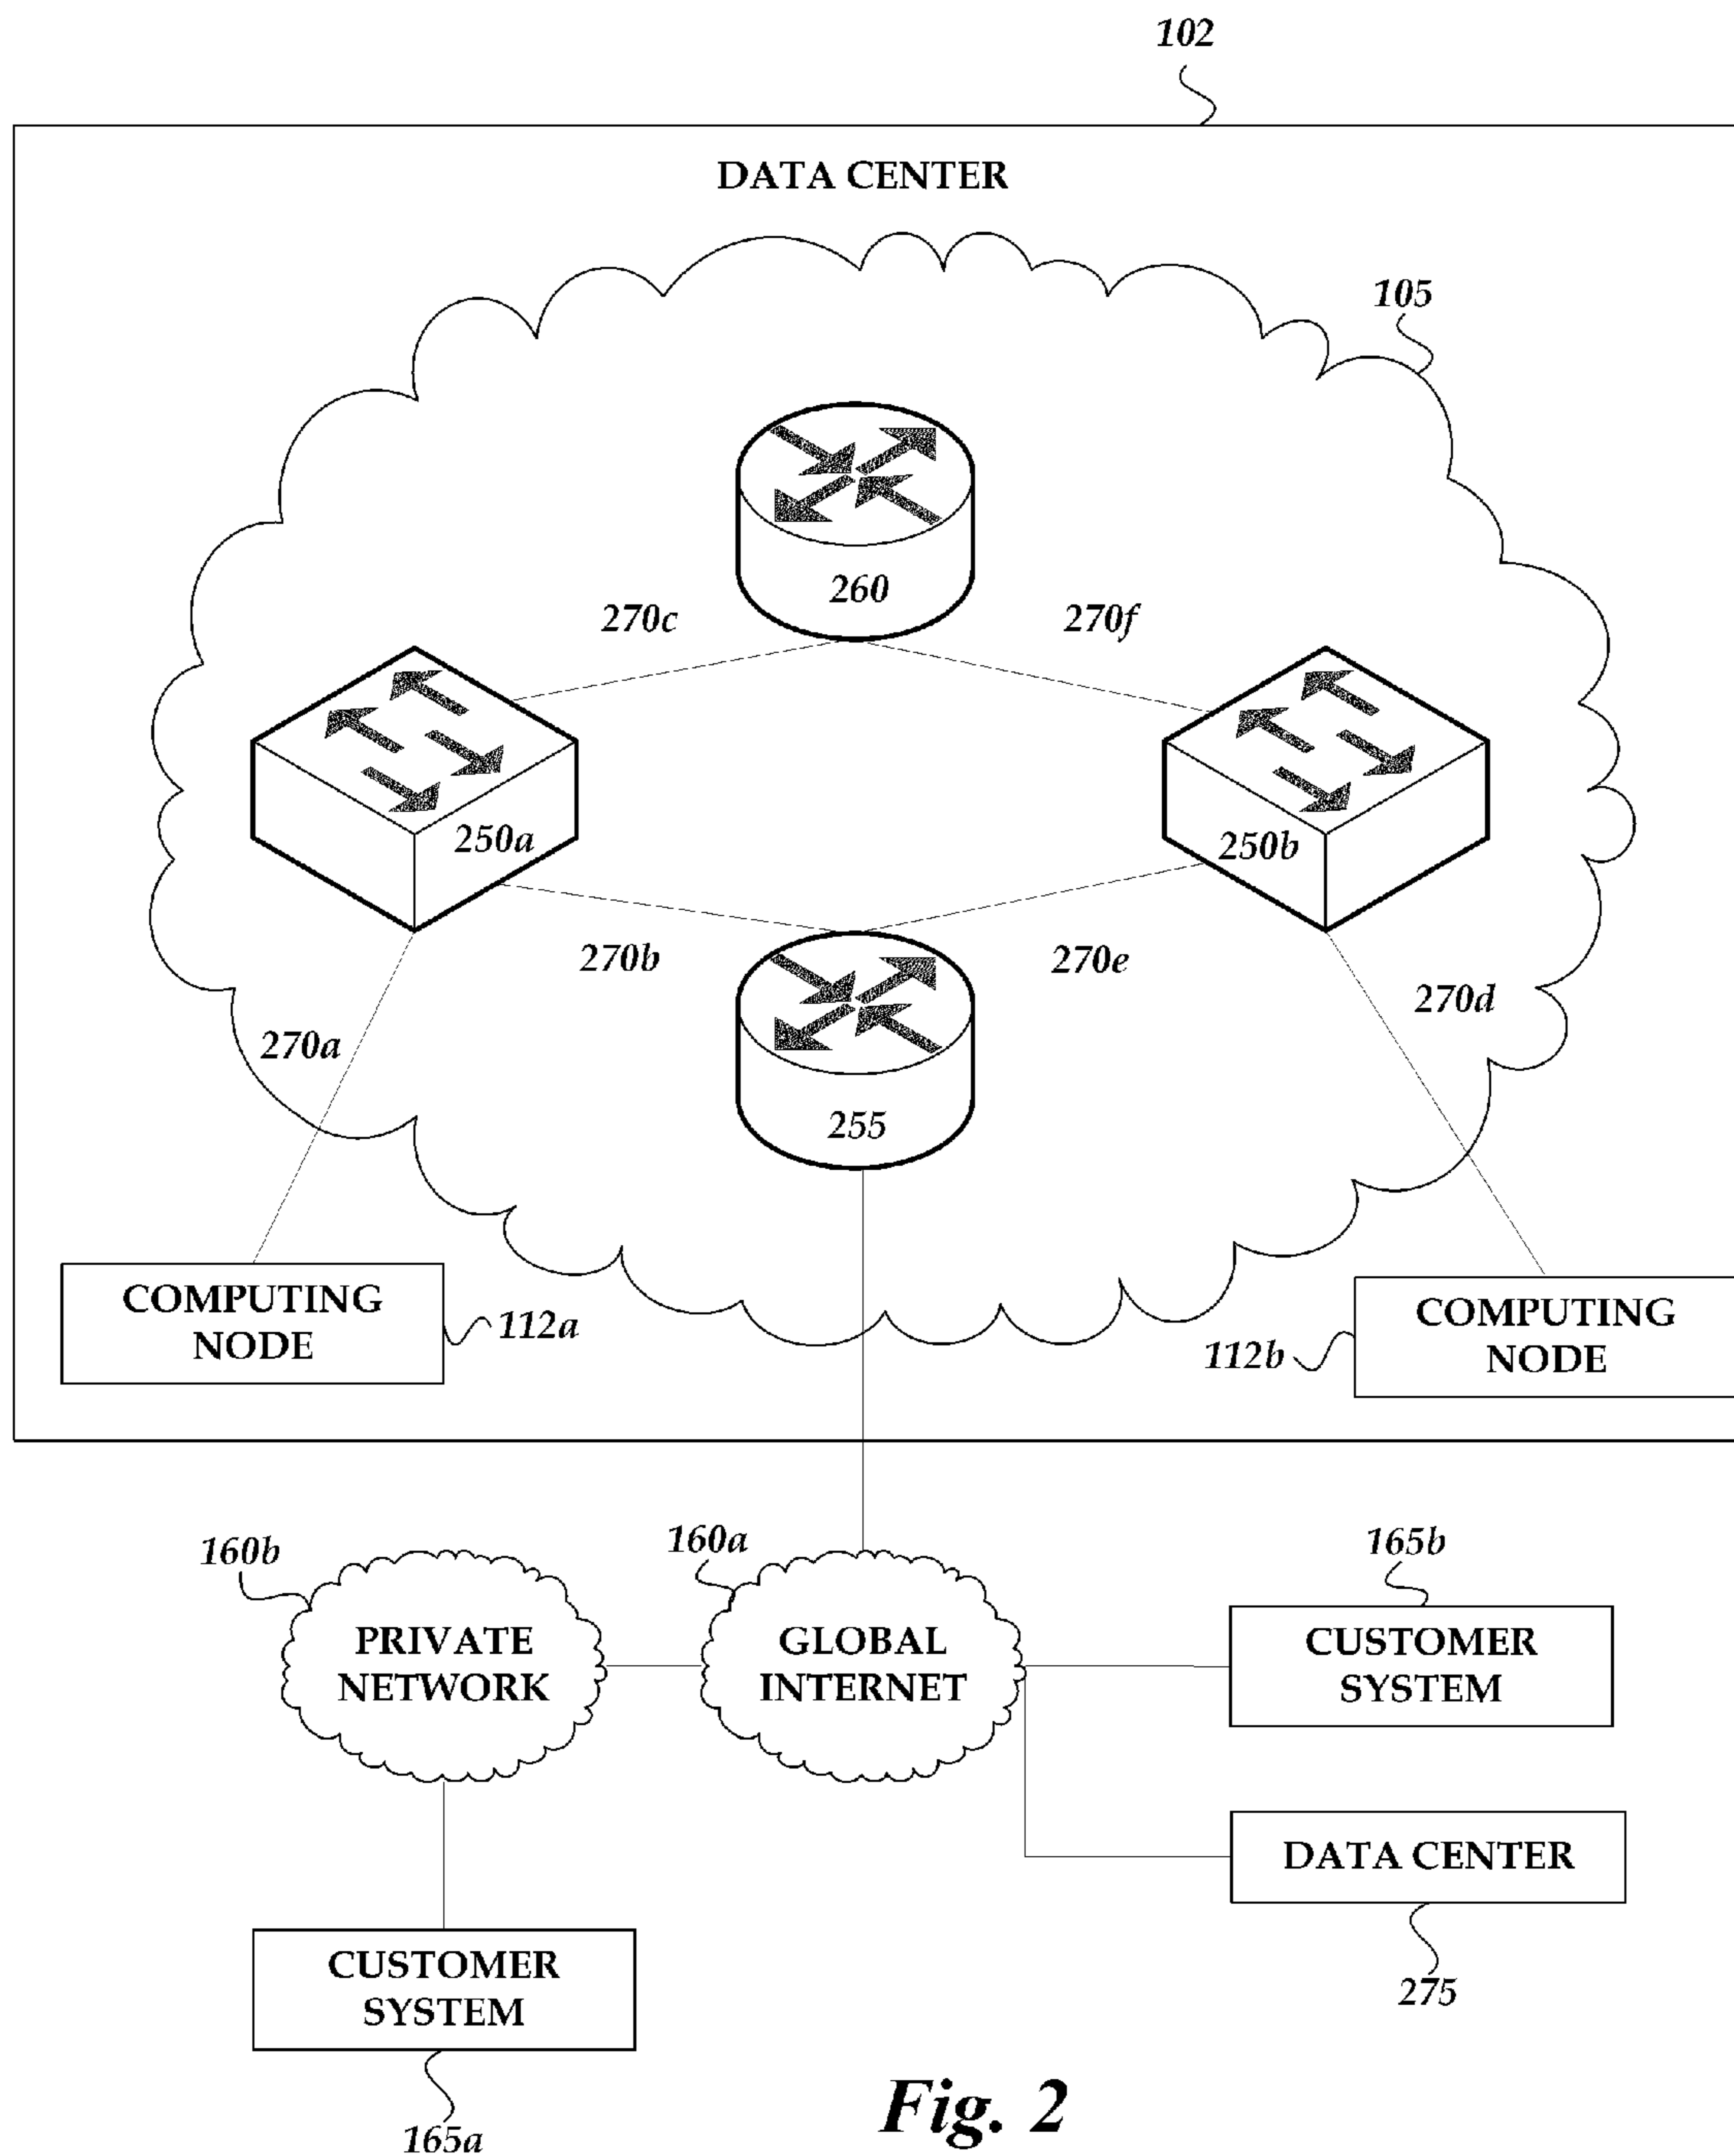 102
DATA CENTER
105
260
270c
270f
250a
250b
270b
270e
270d
270a
255
COMPUTING
NODE
112a
COMPUTING
NODE
112b
160b
160a
165b
PRIVATE
NETWORK
GLOBAL
INTERNET
CUSTOMER
SYSTEM
DATA CENTER
275
CUSTOMER
SYSTEM
165a
Fig. 2